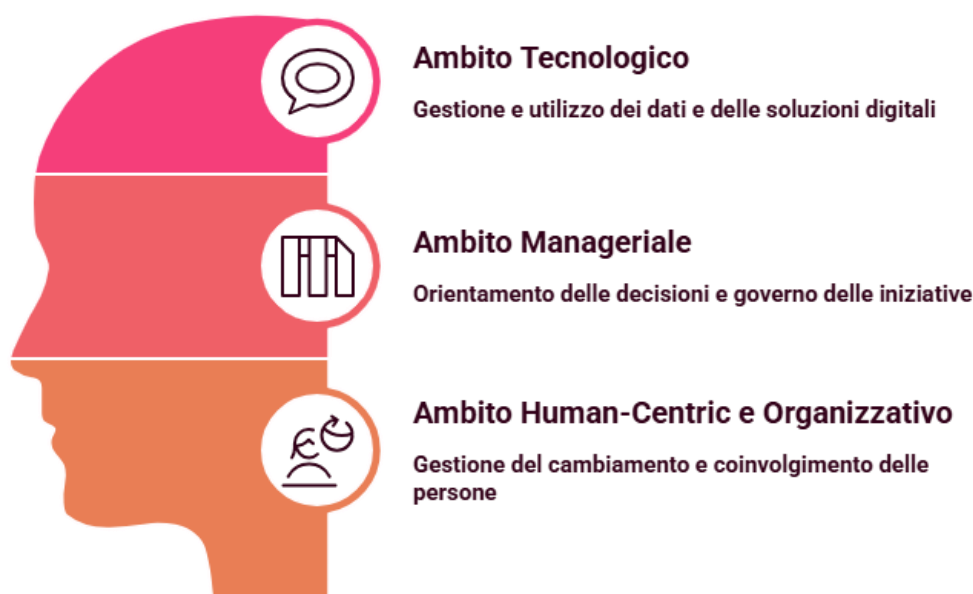 Ambito Tecnologico
Gestione e utilizzo dei dati e delle soluzioni digitali
Ambito Manageriale
Orientamento delle decisioni e governo delle iniziative
Ambito Human-Centric e Organizzativo
Gestione del cambiamento e coinvolgimento delle
persone